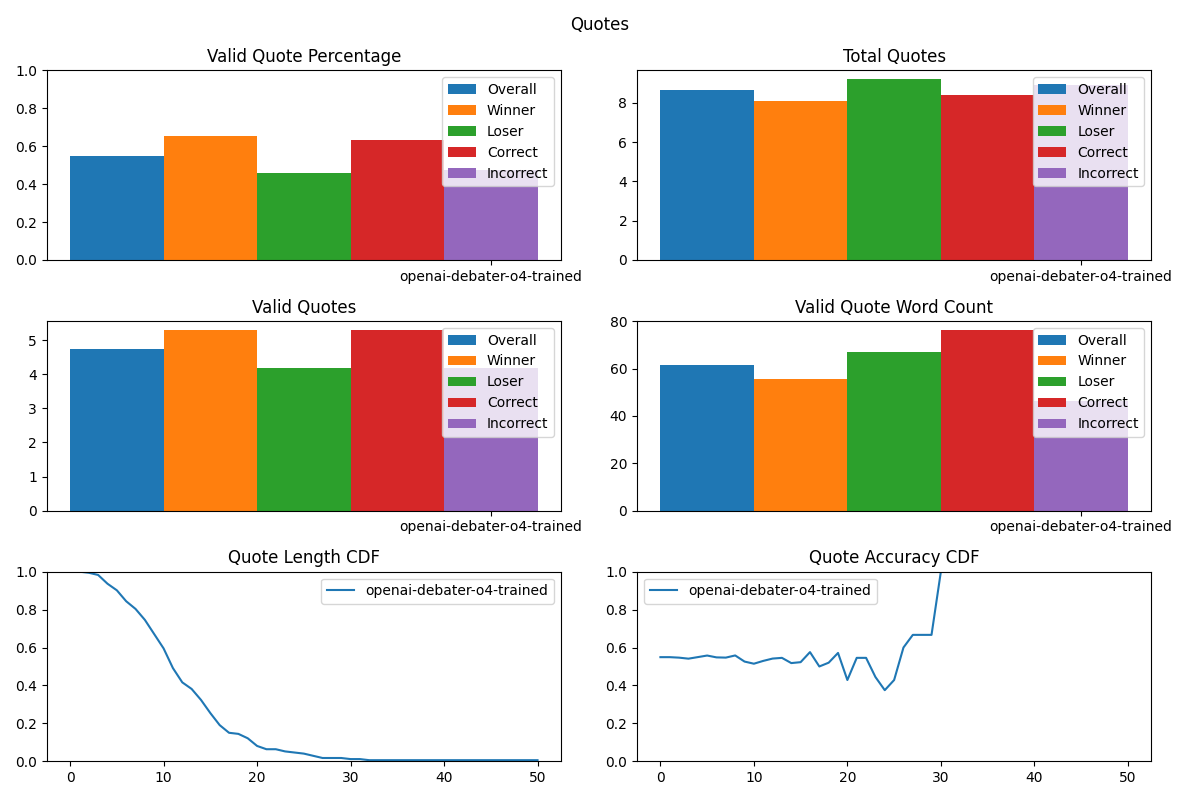 Quotes
Valid Quote Percentage
1.0
0.8
0.6
0.4
0.2
0.0
Overall
Winner
Loser
Correct
Incorrect
openai-debater-o4-trained
Total Quotes
8
6
4
2
0
Overall
Winner
Loser
Correct
Incorrect
openai-debater-o4-trained
Valid Quotes
5
4
3
2
1
0
Overall
Winner
Loser
Correct
Incorrect
openai-debater-o4-trained
Valid Quote Word Count
80
60
40
20
0
Overall
Winner
Loser
Correct
Incorrect
openai-debater-o4-trained
Quote Length CDF
1.0
0.8
0.6
0.4
0.2
0.0
openai-debater-o4-trained
0 10 20 30 40 50
Quote Accuracy CDF
1.0
0.8
0.6
0.4
0.2
0.0
openai-debater-o4-trained
0 10 20 30 40 50